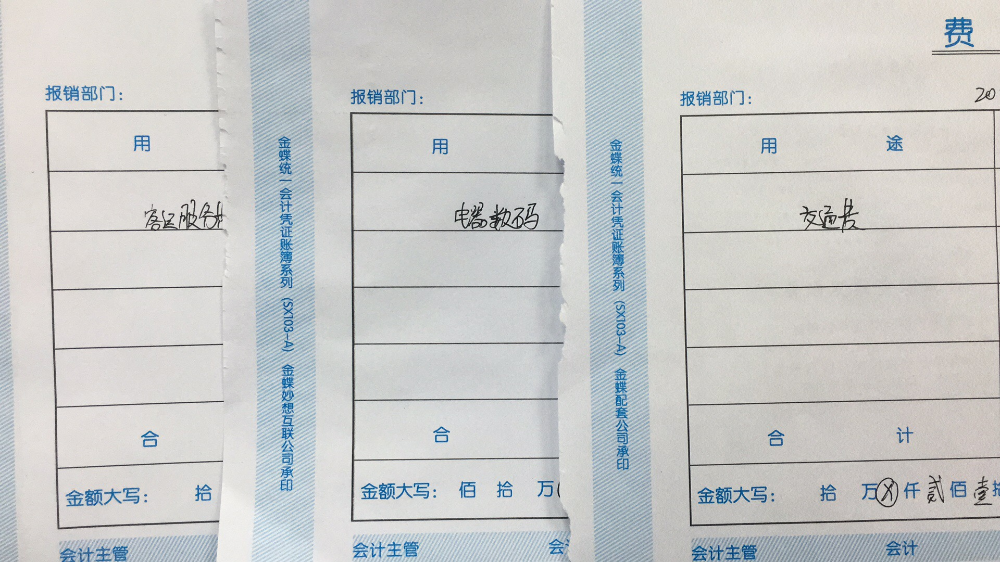 报销部门:
用
客运服务
合
金额大写: 拾
会计主管
金蝶统一会计凭证账簿系列 (SX103-A) 金蝶妙想互联公司承印
报销部门:
用
电器数码
合
金额大写: 佰 拾 万
会计主管 会
金蝶统一会计凭证账簿系列 (SX103-A) 金蝶配套公司承印
费
报销部门: 20
用 途
交通费
合 计
金额大写: 拾 万 ⓧ 仟 贰 佰 壹 拾
会计主管 会计